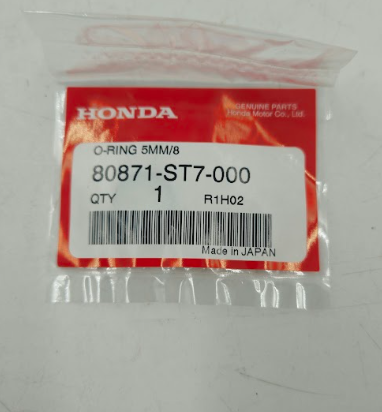 HONDA
GENUINE PARTS
Honda Motor Co., Ltd.
O-RING 5MM/8
80871-ST7-000
QTY 1 R1H02
Made in JAPAN